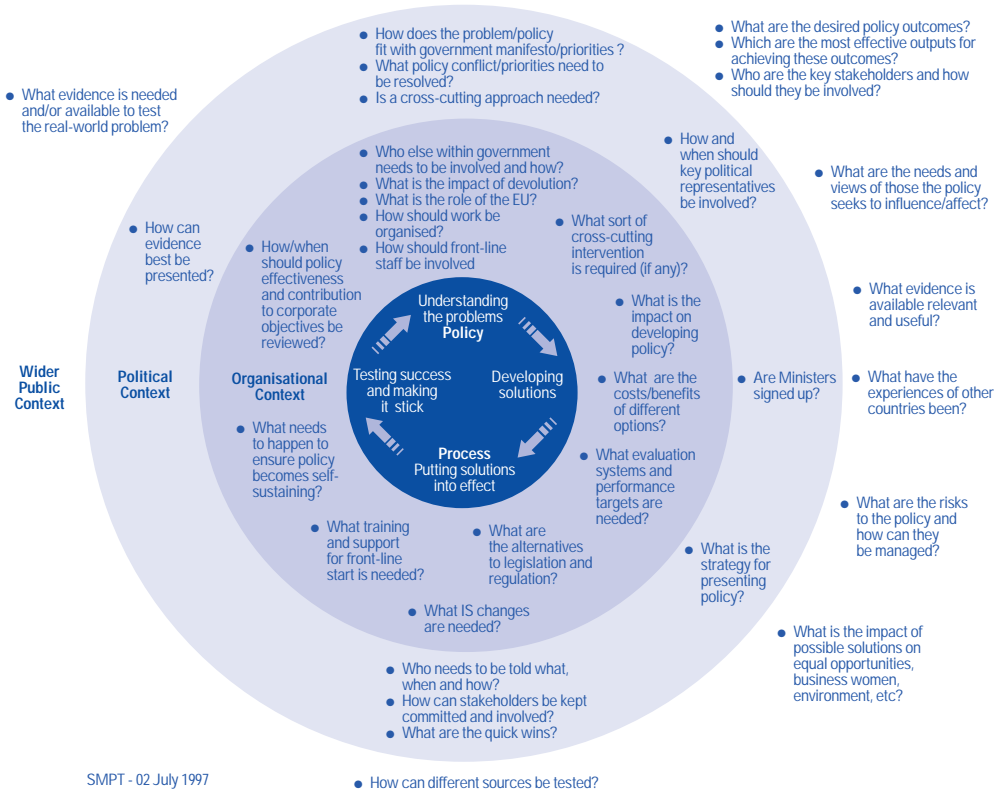 ● How does the problem/policy
fit with government manifesto/priorities ?
● What policy conflict/priorities need to
be resolved?
● Is a cross-cutting approach needed?
● What are the desired policy outcomes?
● Which are the most effective outputs for
achieving these outcomes?
● Who are the key stakeholders and how
should they be involved?
● What evidence is needed
and/or available to test
the real-world problem?
● Who else within government
needs to be involved and how?
● What is the impact of devolution?
● What is the role of the EU?
● How should work be
organised?
● How should front-line
staff be involved
● How and
when should
key political
representatives
be involved?
● What are the needs and
views of those the policy
seeks to influence/affect?
● How can
evidence
best be
presented?
● How/when
should policy
effectiveness
and contribution
to corporate
objectives be
reviewed?
● What sort of
cross-cutting
intervention
is required (if any)?
● What is the
impact on
developing
policy?
● What evidence is
available relevant
and useful?
Understanding
the problems
Policy
Wider
Public
Context
Political
Context
Organisational
Context
Testing success
and making
it stick
Developing
solutions
● What are the
costs/benefits
of different
options?
● Are Ministers
signed up?
● What have the
experiences of other
countries been?
● What needs
to happen to
ensure policy
becomes self-
sustaining?
Process
Putting solutions
into effect
● What evaluation
systems and
performance
targets are
needed?
● What are the risks
to the policy and
how can they
be managed?
● What training
and support
for front-line
start is needed?
● What are
the alternatives
to legislation and
regulation?
● What is the
strategy for
presenting
policy?
● What IS changes
are needed?
● What is the impact of
possible solutions on
equal opportunities,
business women,
environment, etc?
● Who needs to be told what,
when and how?
● How can stakeholders be kept
committed and involved?
● What are the quick wins?
SMPT - 02 July 1997
● How can different sources be tested?